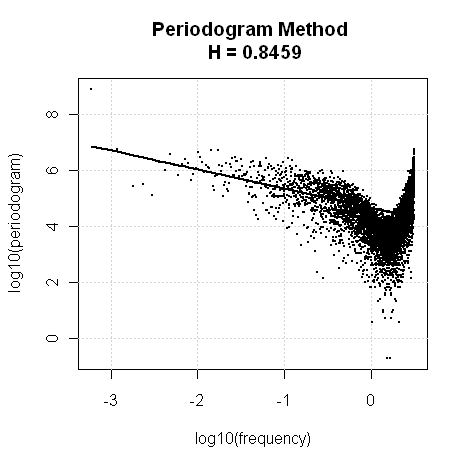 Periodogram Method
H = 0.8459
log10(periodogram)
8
6
4
2
0
-3 -2 -1 0
log10(frequency)